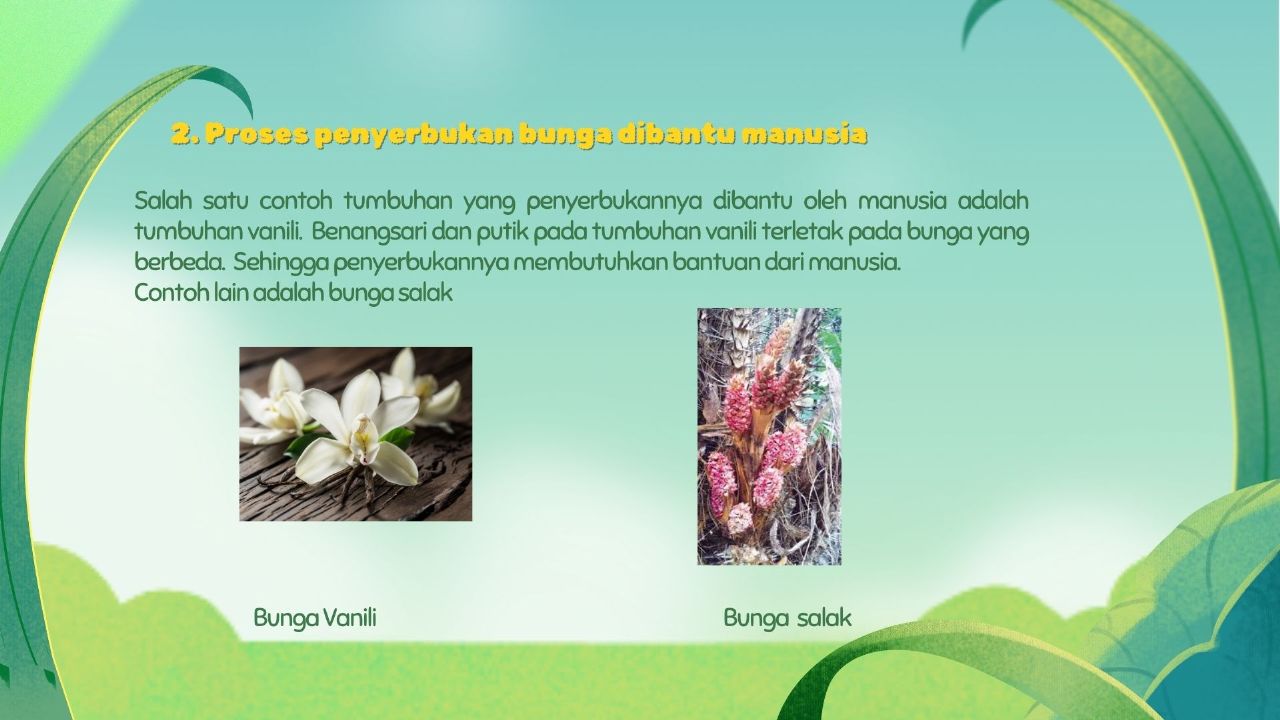 2. Proses penyerbukan bunga dibantu manusia
Salah satu contoh tumbuhan yang penyerbukannya dibantu oleh manusia adalah
tumbuhan vanili. Benangsari dan putik pada tumbuhan vanili terletak pada bunga yang
berbeda. Sehingga penyerbukannya membutuhkan bantuan dari manusia.
Contoh lain adalah bunga salak
Bunga Vanili
Bunga salak